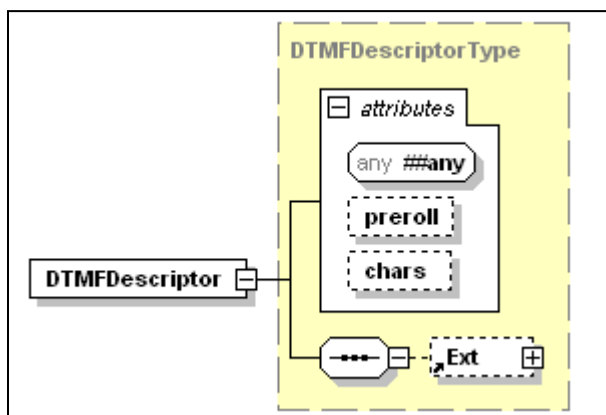 DTMFDescriptorType
attributes
any ##any
preroll
chars
DTMFDescriptor
Ext